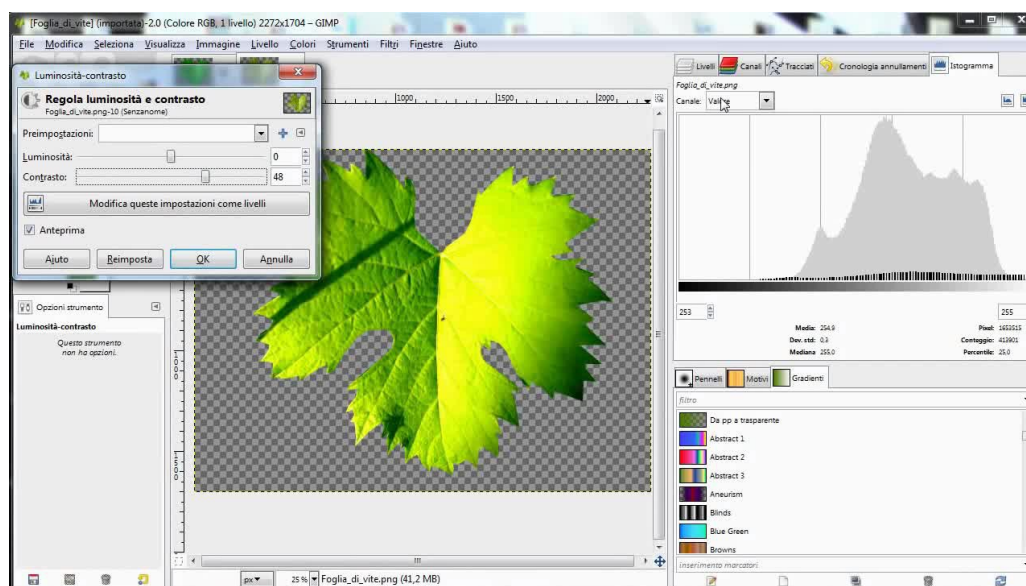 [Foglia_di_vite] (importata)-2.0 (Colore RGB, 1 livello) 2272x1704 – GIMP
File Modifica Seleziona Visualizza Immagine Livello Colori Strumenti Filtri Finestre Aiuto
Luminosità-contrasto
Regola luminosità e contrasto
Foglia_di_vite.png-10 (Senzanome)
Preimpostazioni:
Luminosità: 0
Contrasto: 48
Modifica queste impostazioni come livelli
Anteprima
Aiuto Reimposta OK Annulla
Opzioni strumento
Luminosità-contrasto
Questo strumento
non ha opzioni.
1000 1500 2000
1000
1500
px 25 % Foglia_di_vite.png (41,2 MB)
Livelli Canali Tracciati Cronologia annullamenti Istogramma
Foglia_di_vite.png
Canale: Valore
253 255
Media: 254,9 Pixel: 1653515
Dev. std: 0,3 Conteggio: 413901
Mediana 255,0 Percentile: 25,0
Pennelli Motivi Gradienti
filtro
Da pp a trasparente
Abstract 1
Abstract 2
Abstract 3
Aneurism
Blinds
Blue Green
Browns
inserimento marcatori